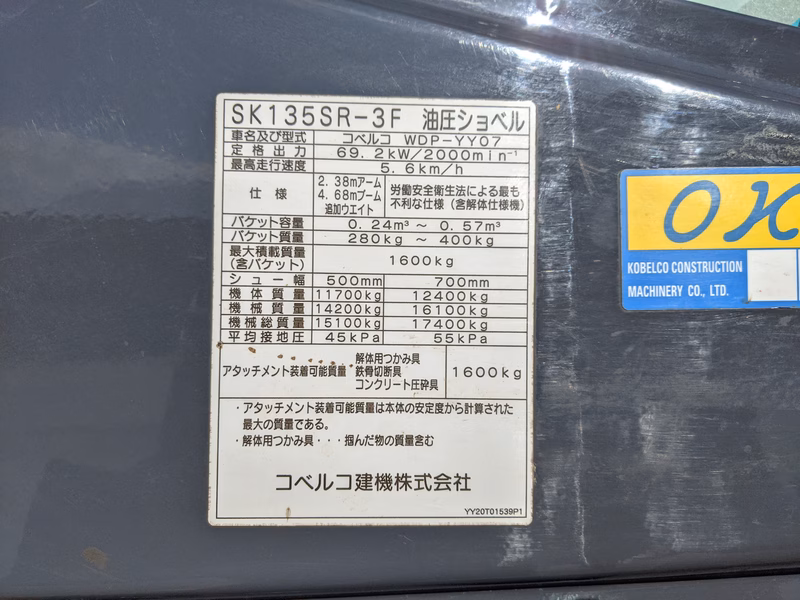 SK135SR-3F 油圧ショベル
車名及び型式 コベルコ WDP-YY07
定格出力 69.2kW/2000min⁻¹
最高走行速度 5.6km/h
仕様 2.38mアーム 4.68mブーム 追加ウエイト 労働安全衛生法による最も不利な仕様(含解体仕様機)
バケット容量 0.24m³ ～ 0.57m³
バケット質量 280kg ～ 400kg
最大積載質量(含バケット) 1600kg
シュー幅 500mm 700mm
機体質量 11700kg 12400kg
機械質量 14200kg 16100kg
機械総質量 15100kg 17400kg
平均接地圧 45kPa 55kPa
アタッチメント装着可能質量 解体用つかみ具 鉄骨切断具 コンクリート圧砕具 1600kg
・アタッチメント装着可能質量は本体の安定度から計算された
最大の質量である。
・解体用つかみ具・・・掴んだ物の質量含む
コベルコ建機株式会社
YY20T01539P1
OK
KOBELCO CONSTRUCTION
MACHINERY CO., LTD.